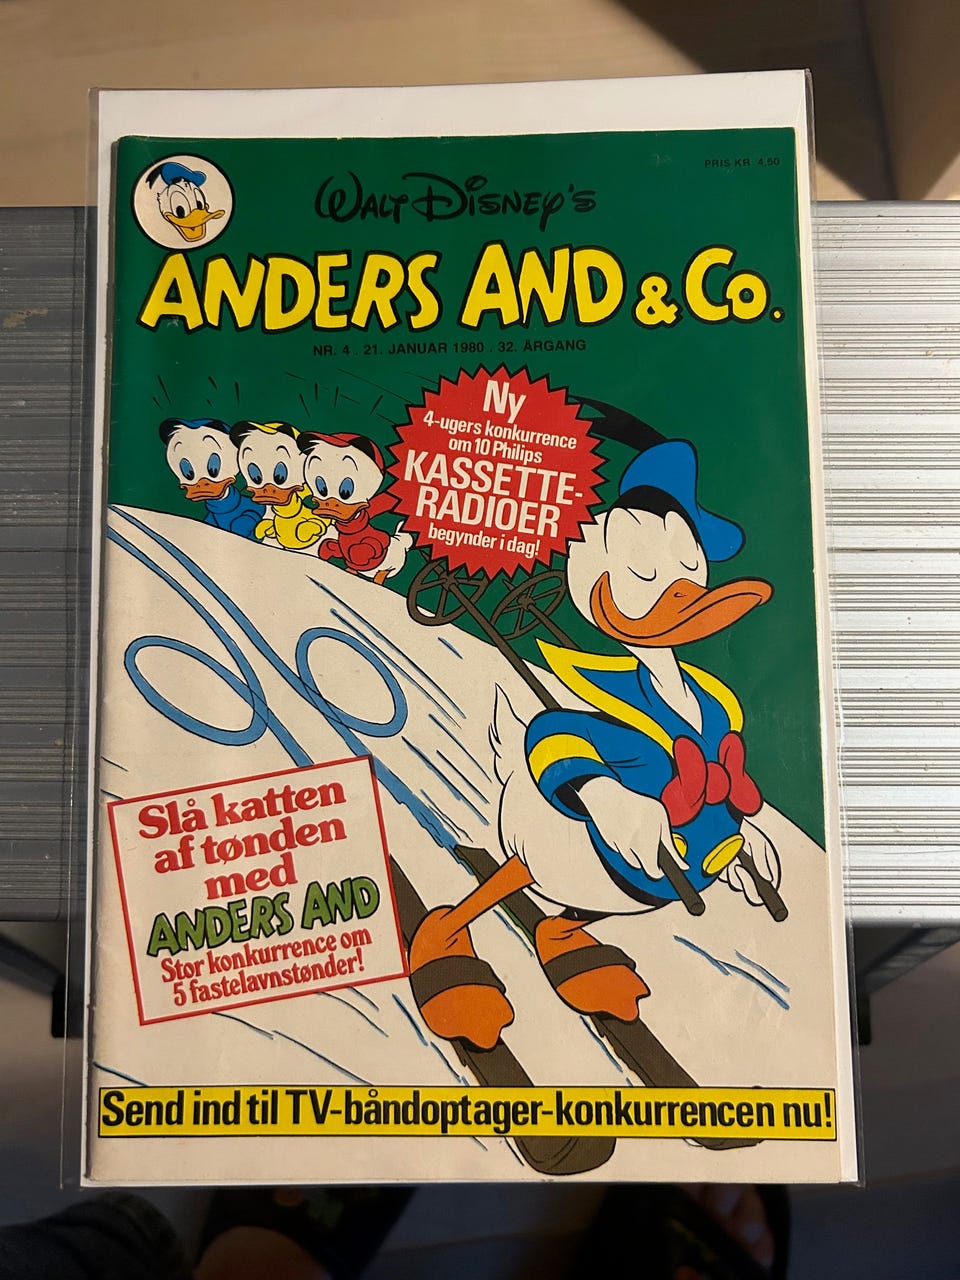 PRIS KR. 4,50
WALT DISNEY'S
ANDERS AND & Co.
NR. 4 . 21. JANUAR 1980 . 32. ÅRGANG
Ny
4-ugers konkurrence
om 10 Philips
KASSETTE-
RADIOER
begynder i dag!
Slå katten
af tønden
med
ANDERS AND
Stor konkurrence om
5 fastelavnstønder!
Send ind til TV-båndoptager-konkurrencen nu!